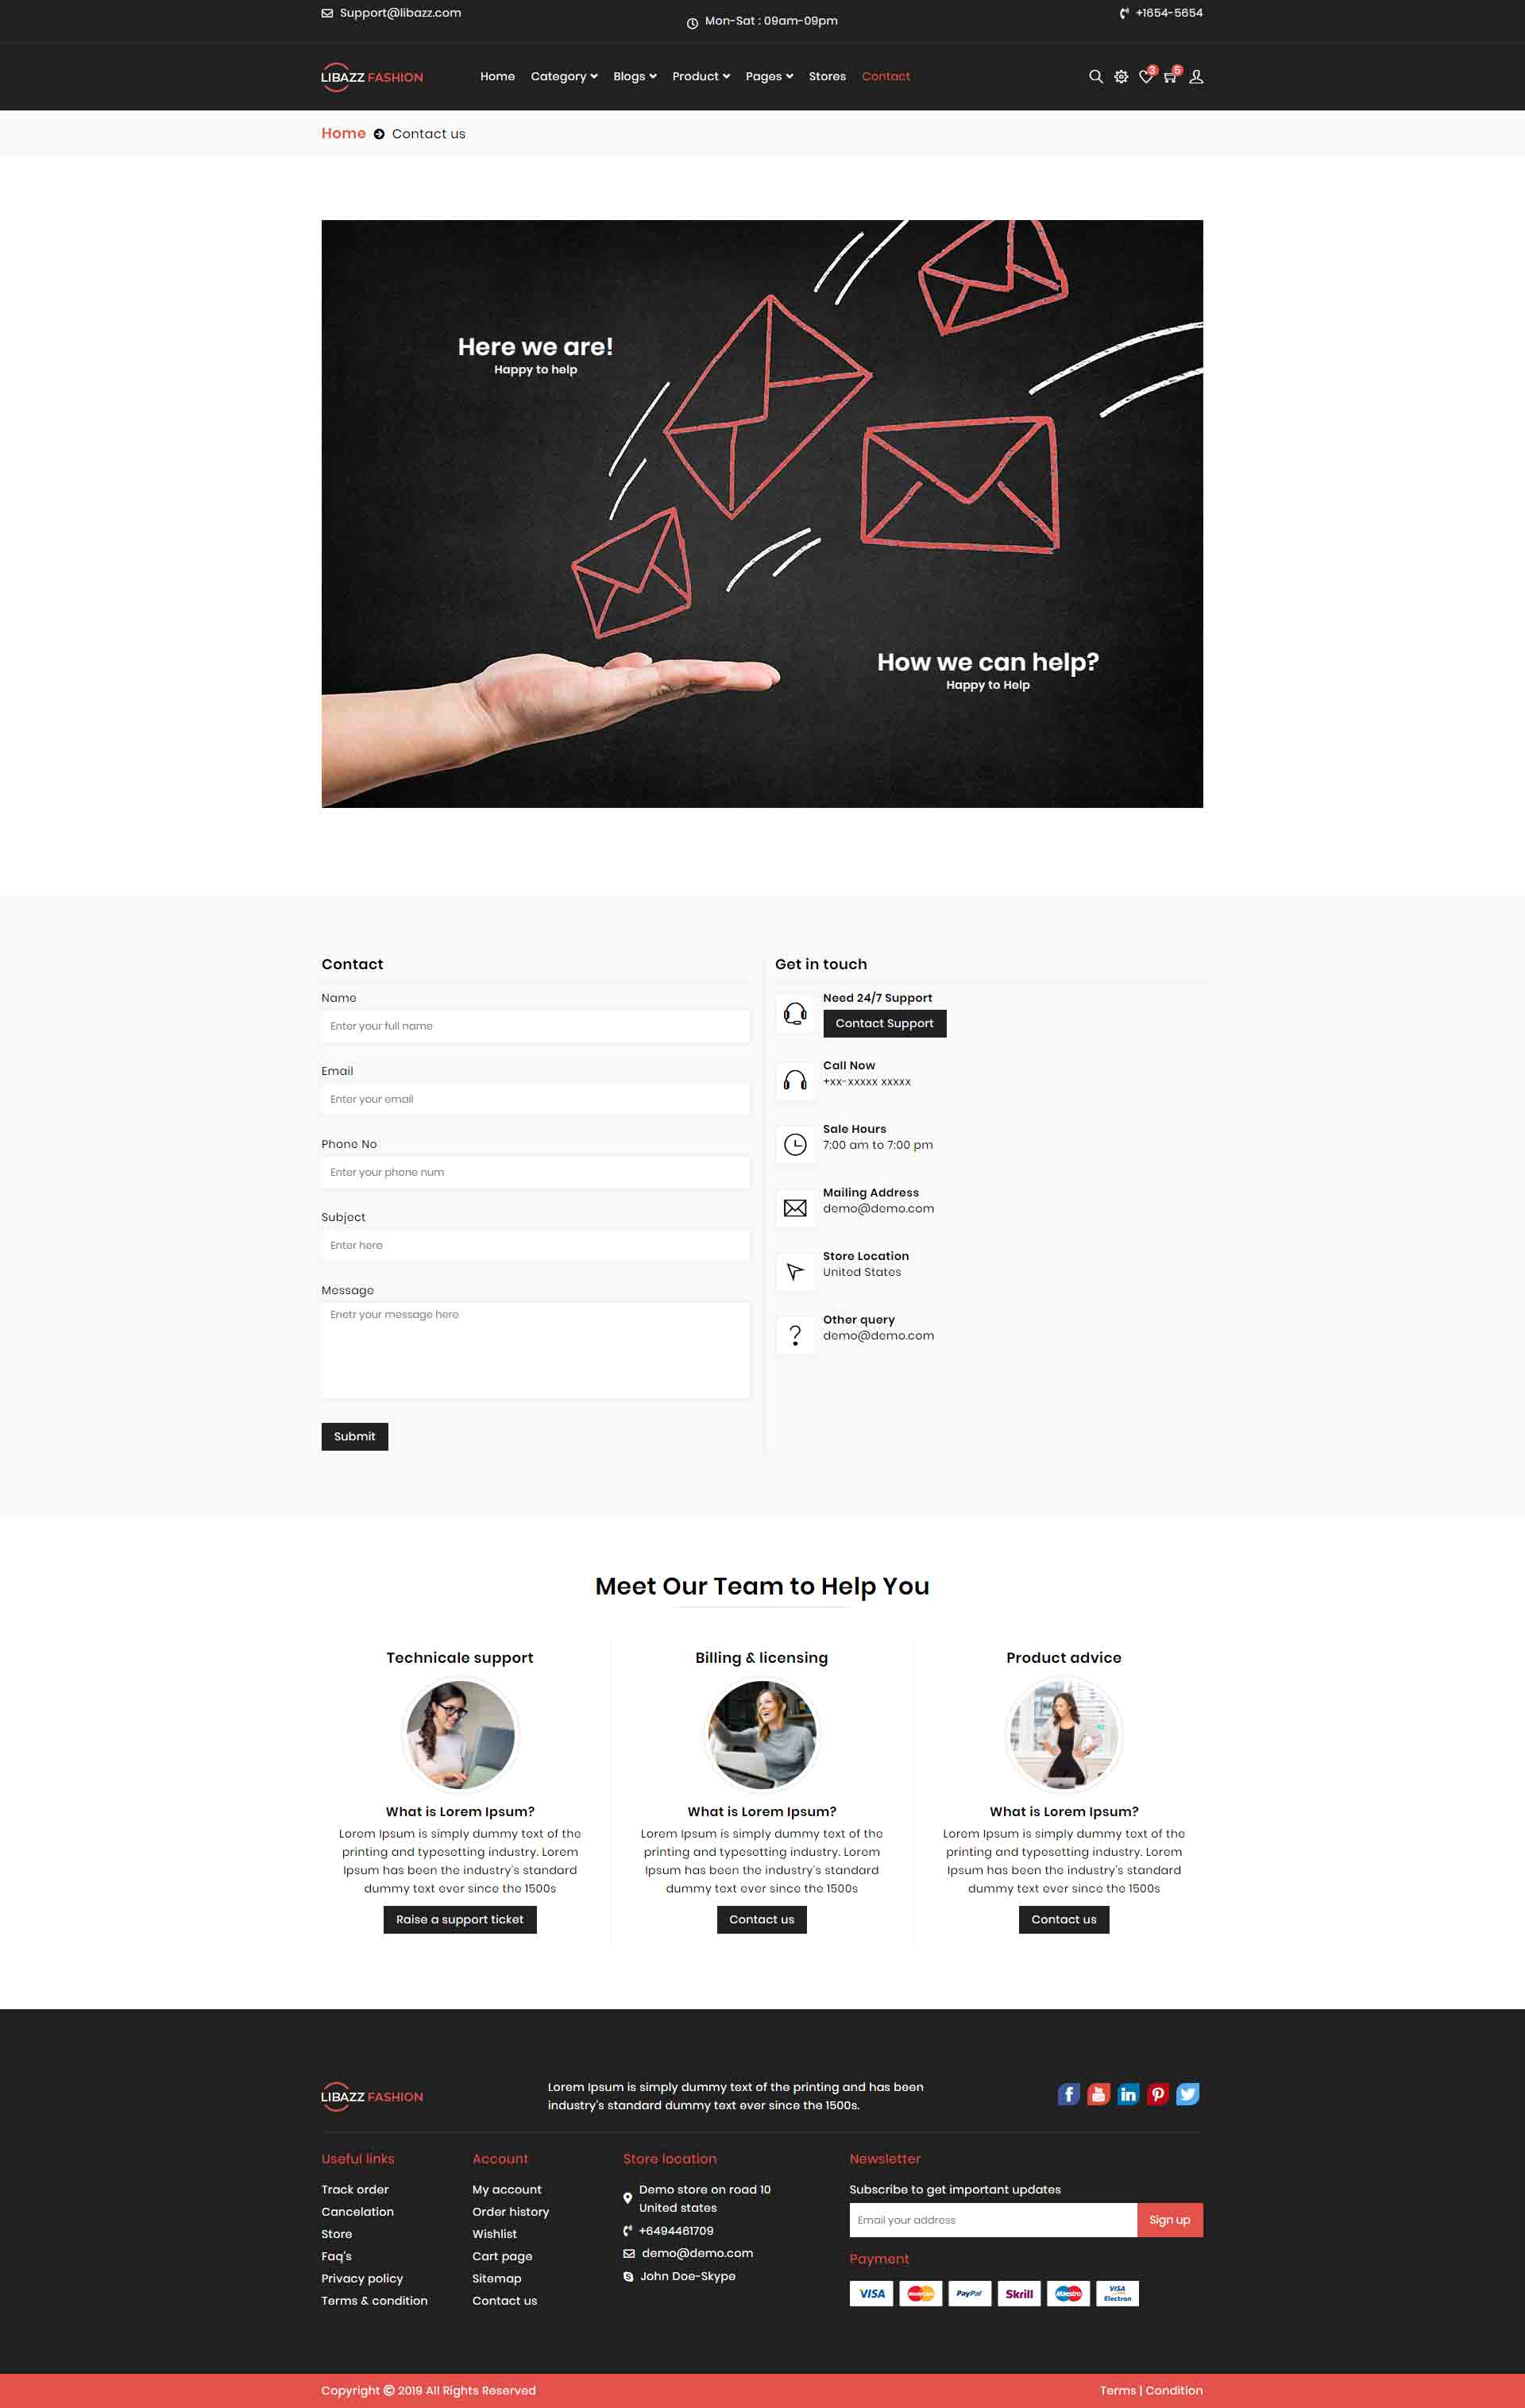 Support@libazz.com
Mon-Sat : 09am-09pm
+1654-5654
LIBAZZ FASHION
Home Category Blogs Product Pages Stores Contact
3 5
Home Contact us
Here we are!
Happy to help
How we can help?
Happy to Help
Contact
Name
Enter your full name
Email
Enter your email
Phone No
Enter your phone num
Subject
Enter here
Message
Enetr your message here
Submit
Get in touch
Need 24/7 Support
Contact Support
Call Now
+xx-xxxxx xxxxx
Sale Hours
7:00 am to 7:00 pm
Mailing Address
demo@demo.com
Store Location
United States
Other query
demo@demo.com
Meet Our Team to Help You
Technicale support
What is Lorem Ipsum?
Lorem Ipsum is simply dummy text of the
printing and typesetting industry. Lorem
Ipsum has been the industry's standard
dummy text ever since the 1500s
Raise a support ticket
Billing & licensing
What is Lorem Ipsum?
Lorem Ipsum is simply dummy text of the
printing and typesetting industry. Lorem
Ipsum has been the industry's standard
dummy text ever since the 1500s
Contact us
Product advice
What is Lorem Ipsum?
Lorem Ipsum is simply dummy text of the
printing and typesetting industry. Lorem
Ipsum has been the industry's standard
dummy text ever since the 1500s
Contact us
LIBAZZ FASHION
Lorem Ipsum is simply dummy text of the printing and has been
industry's standard dummy text ever since the 1500s.
Useful links
Track order
Cancelation
Store
Faq's
Privacy policy
Terms & condition
Account
My account
Order history
Wishlist
Cart page
Sitemap
Contact us
Store location
Demo store on road 10
United states
+6494461709
demo@demo.com
John Doe-Skype
Newsletter
Subscribe to get important updates
Email your address
Sign up
Payment
VISA MasterCard PayPal Skrill Maestro VISA Electron
Copyright © 2019 All Rights Reserved
Terms | Condition